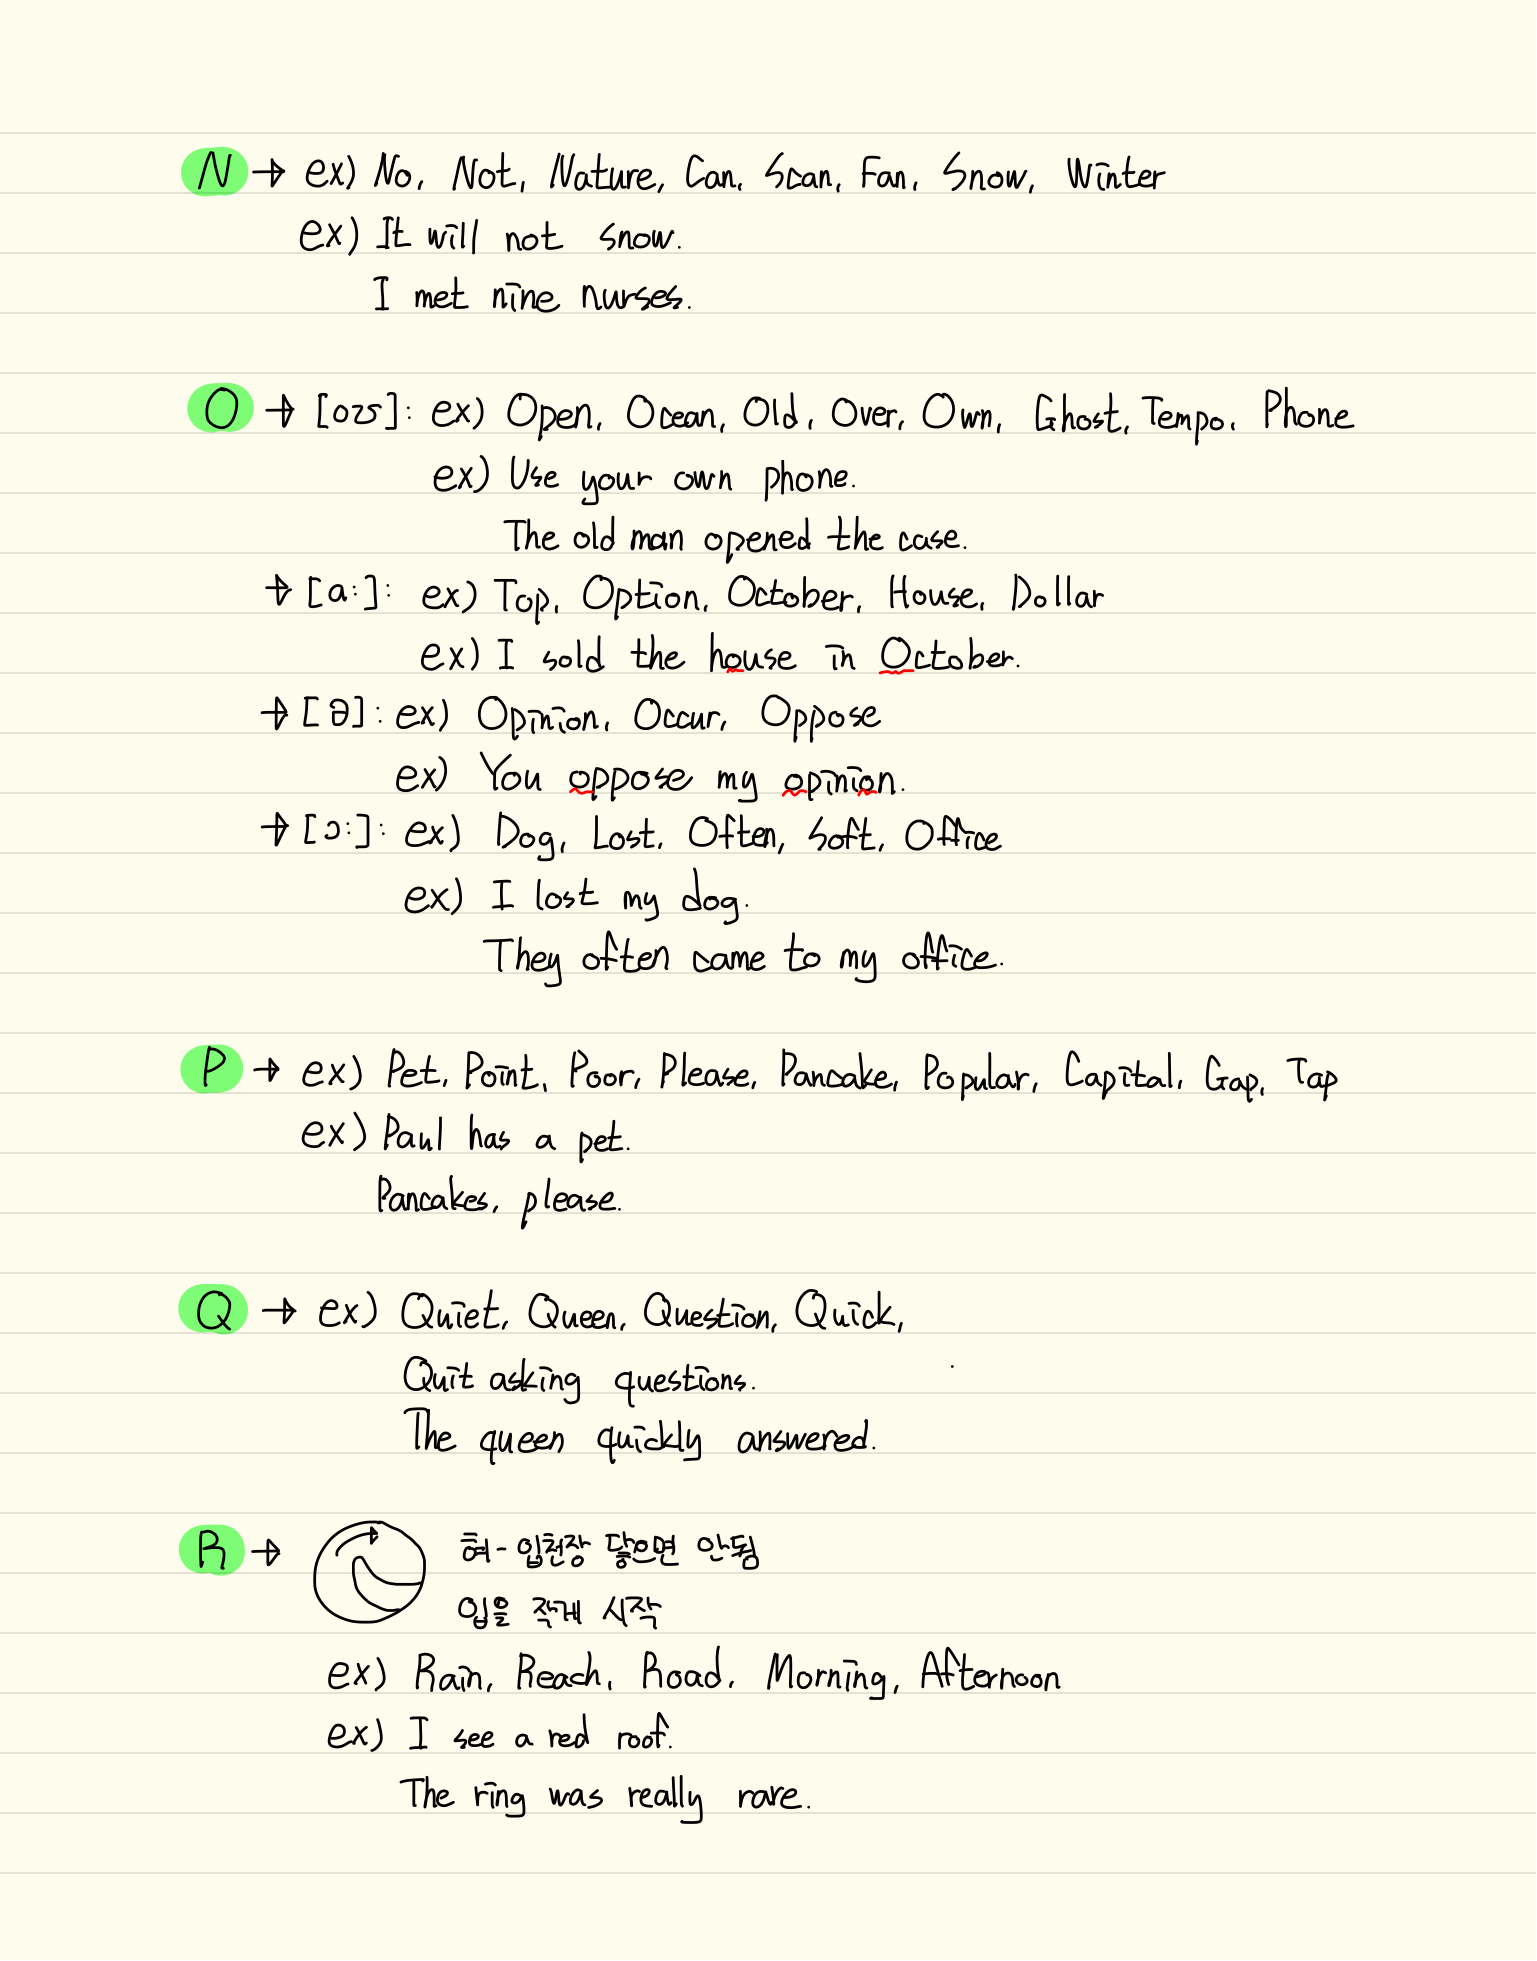 N → ex) No, Not, Nature, Can, Scan, Fan, Snow, Winter
ex) It will not snow.
I met nine nurses.
O → [oʊ]: ex) Open, Ocean, Old, Over, Own, Ghost, Tempo, Phone
ex) Use your own phone.
The old man opened the case.
→ [a:]: ex) Top, Option, October, House, Dollar
ex) I sold the house in October.
→ [ə]: ex) Opinion, Occur, Oppose
ex) You oppose my opinion.
→ [ɔ:]: ex) Dog, Lost, Often, Soft, Office
ex) I lost my dog.
They often came to my office.
P → ex) Pet, Point, Poor, Please, Pancake, Popular, Capital, Gap, Tap
ex) Paul has a pet.
Pancakes, please.
Q → ex) Quiet, Queen, Question, Quick,
Quit asking questions.
The queen quickly answered.
R → 혀-입천장 닿으면 안됨
입을 작게 시작
ex) Rain, Reach, Road, Morning, Afternoon
ex) I see a red roof.
The ring was really rare.